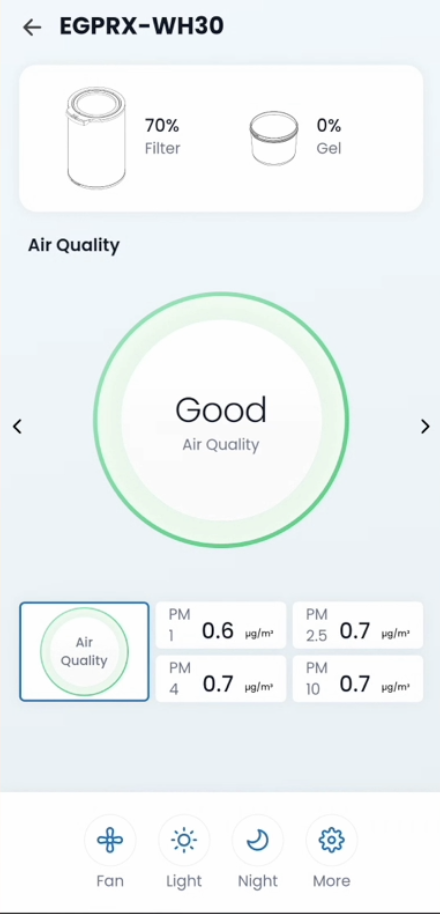 EGPRX-WH30
70%
Filter
0%
Gel
Air Quality
Good
Air Quality
Air
Quality
PM
1
0.6 µg/m³
PM
2.5
0.7 µg/m³
PM
4
0.7 µg/m³
PM
10
0.7 µg/m³
Fan
Light
Night
More